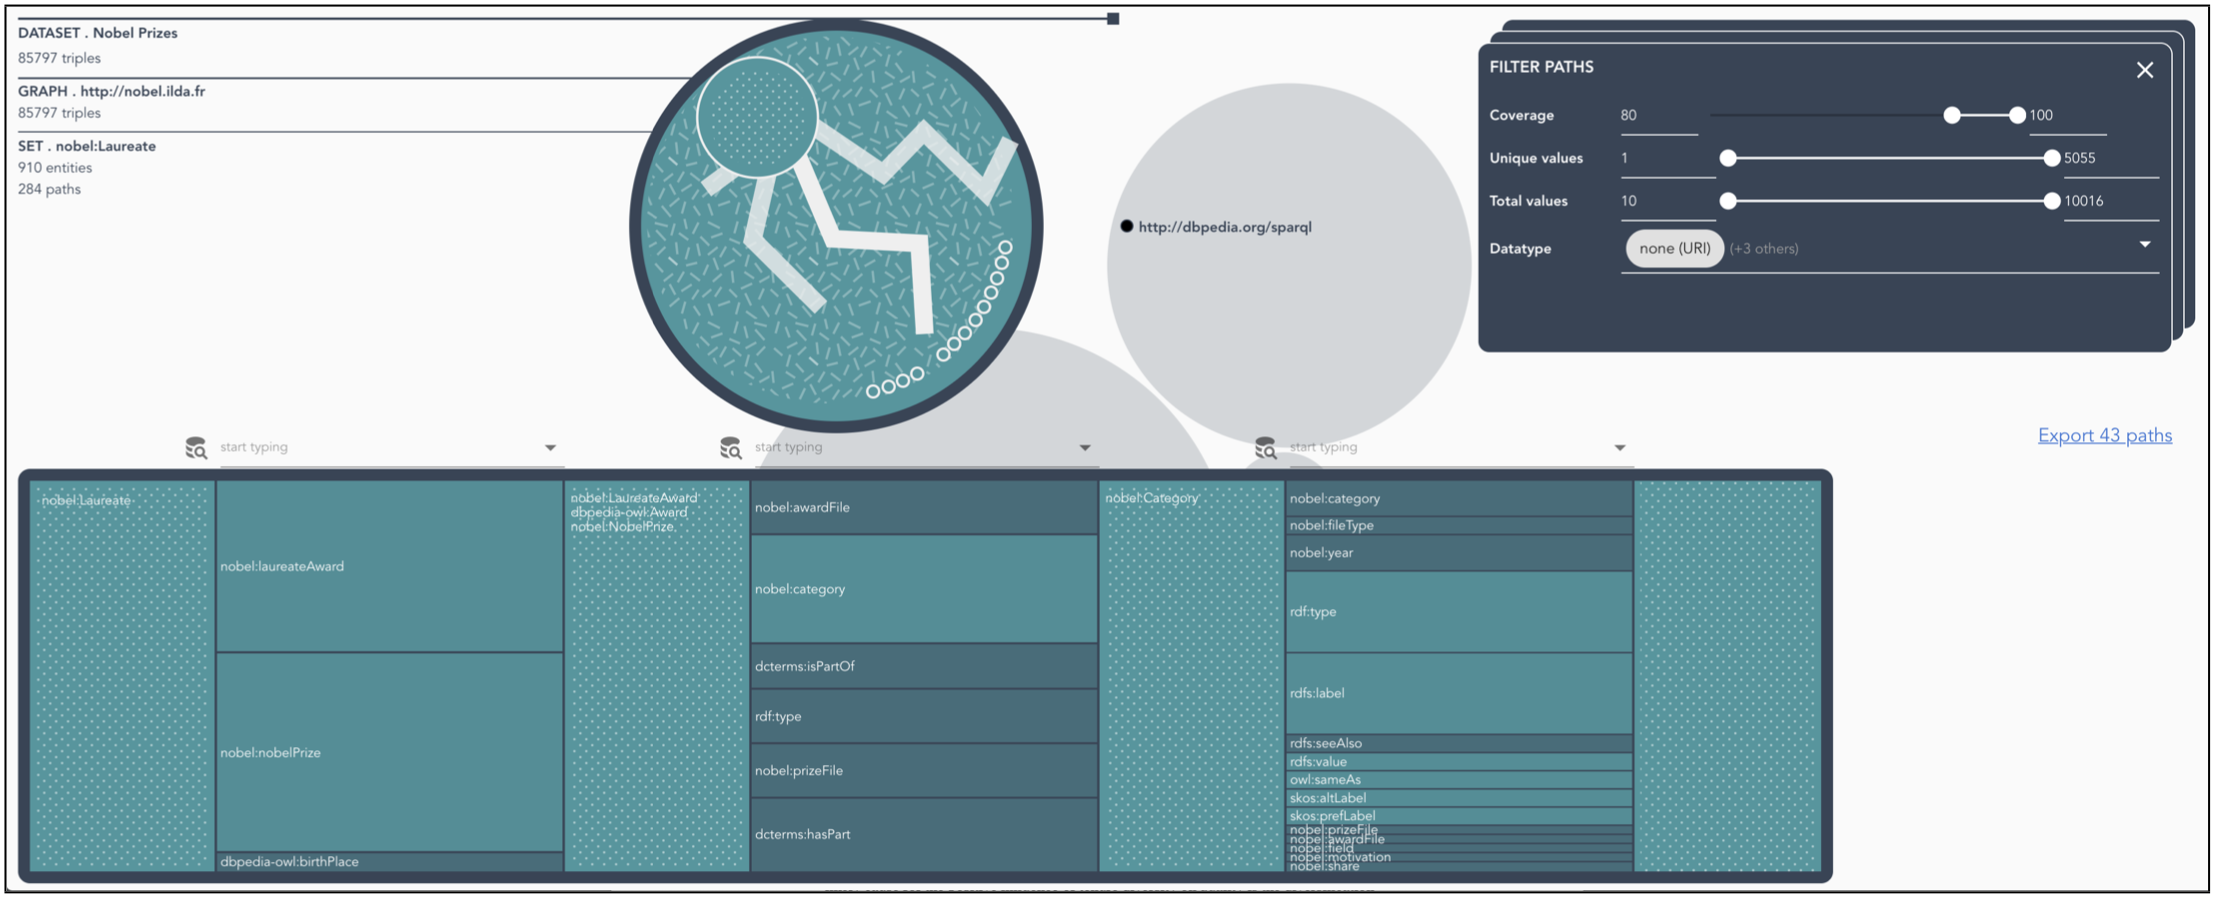 DATASET . Nobel Prizes
85797 triples
GRAPH . http://nobel.ilda.fr
85797 triples
SET . nobel:Laureate
910 entities
284 paths
http://dbpedia.org/sparql
FILTER PATHS
Coverage 80 100
Unique values 1 5055
Total values 10 10016
Datatype none (URI) (+3 others)
Export 43 paths
start typing start typing start typing
nobel:Laureate
nobel:laureateAward
nobel:nobelPrize
dbpedia-owl:birthPlace
nobel:LaureateAward
dbpedia-owl:Award
nobel:NobelPrize
nobel:awardFile
nobel:category
dcterms:isPartOf
rdf:type
nobel:prizeFile
dcterms:hasPart
nobel:Category
nobel:category
nobel:fileType
nobel:year
rdf:type
rdfs:label
rdfs:seeAlso
rdfs:value
owl:sameAs
skos:altLabel
skos:prefLabel
nobel:prizeFile
nobel:awardFile
nobel:field
nobel:motivation
nobel:share